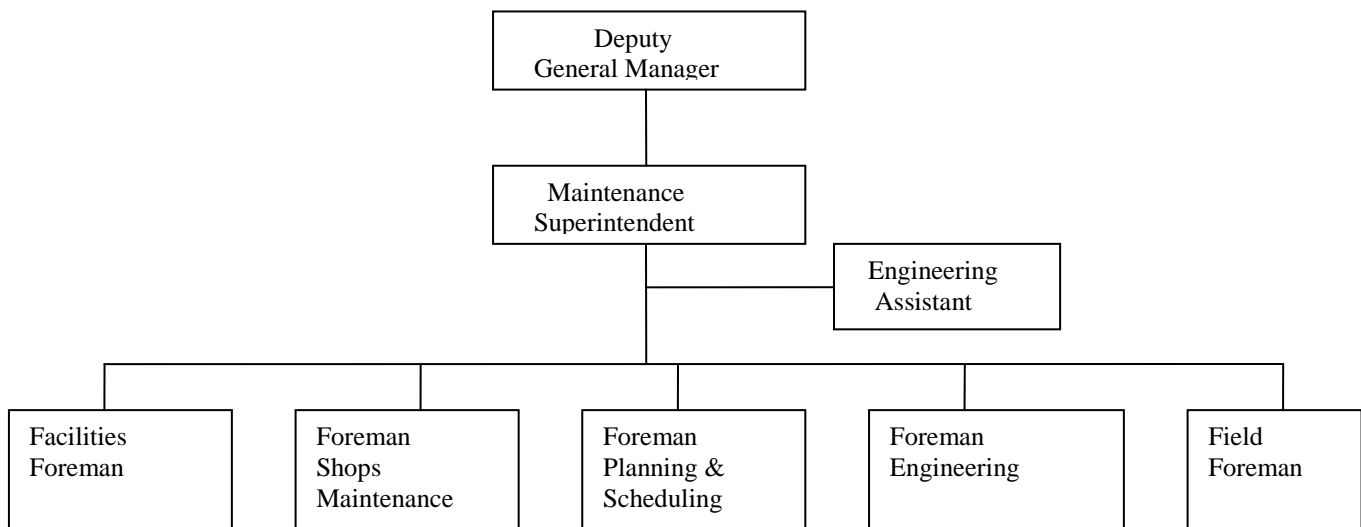 Deputy
General Manager
Maintenance
Superintendent
Engineering
Assistant
Facilities
Foreman
Foreman
Shops
Maintenance
Foreman
Planning &
Scheduling
Foreman
Engineering
Field
Foreman